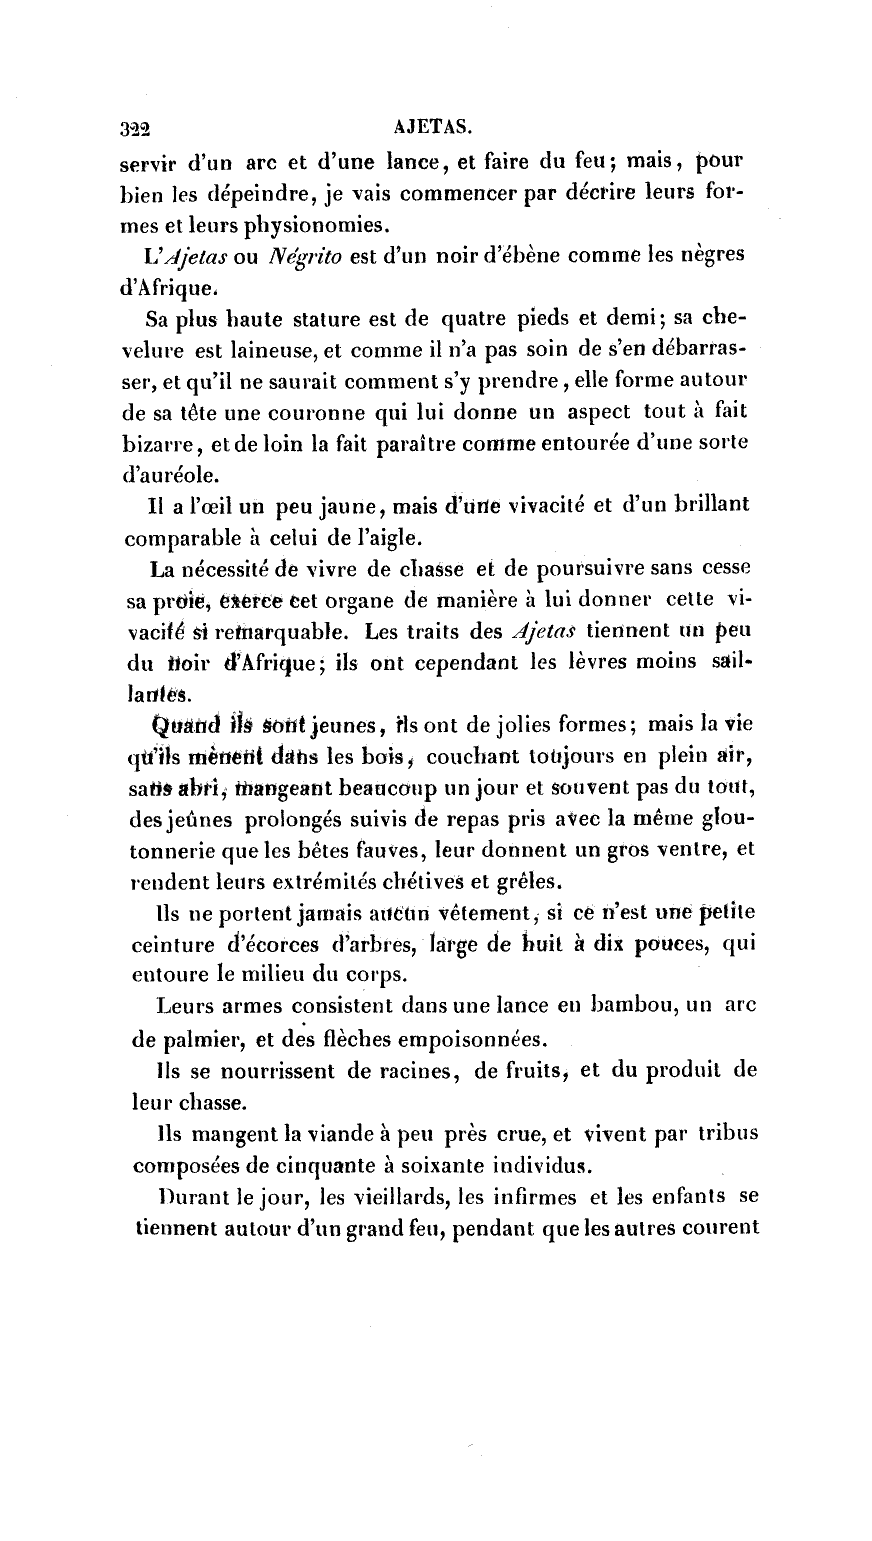 322 AJETAS.
servir d'un arc et d'une lance, et faire du feu; mais, pour
bien les dépeindre, je vais commencer par décrire leurs for-
mes et leurs physionomies.
L'Ajetas ou Négrito est d'un noir d'ébène comme les nègres
d'Afrique.
Sa plus haute stature est de quatre pieds et demi; sa che-
velure est laineuse, et comme il n'a pas soin de s'en débarras-
ser, et qu'il ne saurait comment s'y prendre, elle forme autour
de sa tête une couronne qui lui donne un aspect tout à fait
bizarre, et de loin la fait paraître comme entourée d'une sorte
d'auréole.
Il a l'œil un peu jaune, mais d'une vivacité et d'un brillant
comparable à celui de l'aigle.
La nécessité de vivre de chasse et de poursuivre sans cesse
sa proie, exerce cet organe de manière à lui donner cette vi-
vacité si remarquable. Les traits des Ajetas tiennent un peu
du noir d'Afrique; ils ont cependant les lèvres moins sail-
lantes.
Quand ils sont jeunes, ils ont de jolies formes; mais la vie
qu'ils mènent dans les bois, couchant toujours en plein air,
sans abri, mangeant beaucoup un jour et souvent pas du tout,
des jeûnes prolongés suivis de repas pris avec la même glou-
tonnerie que les bêtes fauves, leur donnent un gros ventre, et
rendent leurs extrémités chétives et grêles.
Ils ne portent jamais aucun vêtement, si ce n'est une petite
ceinture d'écorces d'arbres, large de huit à dix pouces, qui
entoure le milieu du corps.
Leurs armes consistent dans une lance en bambou, un arc
de palmier, et des flèches empoisonnées.
Ils se nourrissent de racines, de fruits, et du produit de
leur chasse.
Ils mangent la viande à peu près crue, et vivent par tribus
composées de cinquante à soixante individus.
Durant le jour, les vieillards, les infirmes et les enfants se
tiennent autour d'un grand feu, pendant que les autres courent